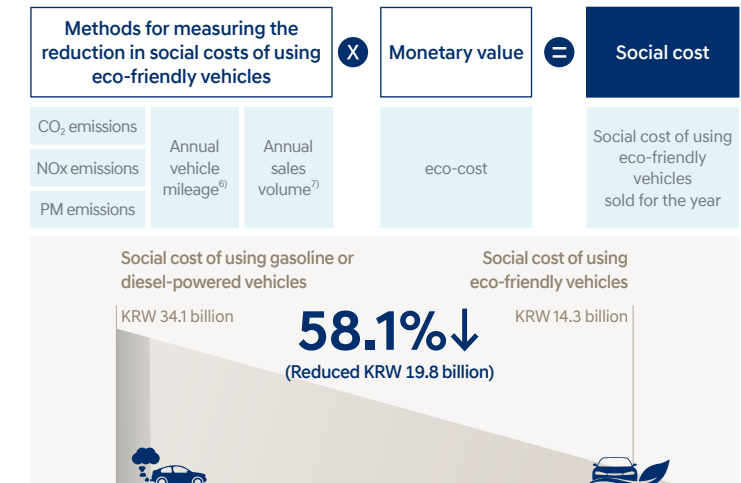 Methods for measuring the
reduction in social costs of using
eco-friendly vehicles
X
Monetary value
=
Social cost
CO₂ emissions
NOx emissions
PM emissions
Annual
vehicle
mileage⁶⁾
Annual
sales
volume⁷⁾
eco-cost
Social cost of using
eco-friendly
vehicles
sold for the year
Social cost of using gasoline or
diesel-powered vehicles
KRW 34.1 billion
58.1%↓
(Reduced KRW 19.8 billion)
Social cost of using
eco-friendly vehicles
KRW 14.3 billion